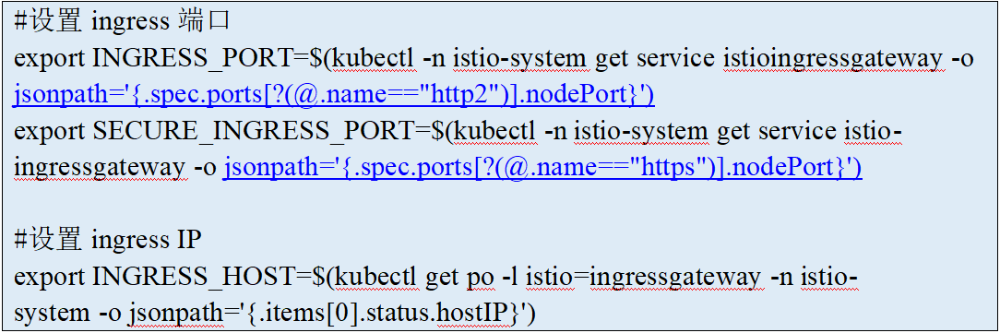 #设置 ingress 端口
export INGRESS_PORT=$(kubectl -n istio-system get service istioingressgateway -o
jsonpath='{.spec.ports[?(@.name=="http2")].nodePort}')
export SECURE_INGRESS_PORT=$(kubectl -n istio-system get service istio-
ingressgateway -o jsonpath='{.spec.ports[?(@.name=="https")].nodePort}')
#设置 ingress IP
export INGRESS_HOST=$(kubectl get po -l istio=ingressgateway -n istio-
system -o jsonpath='{.items[0].status.hostIP}')